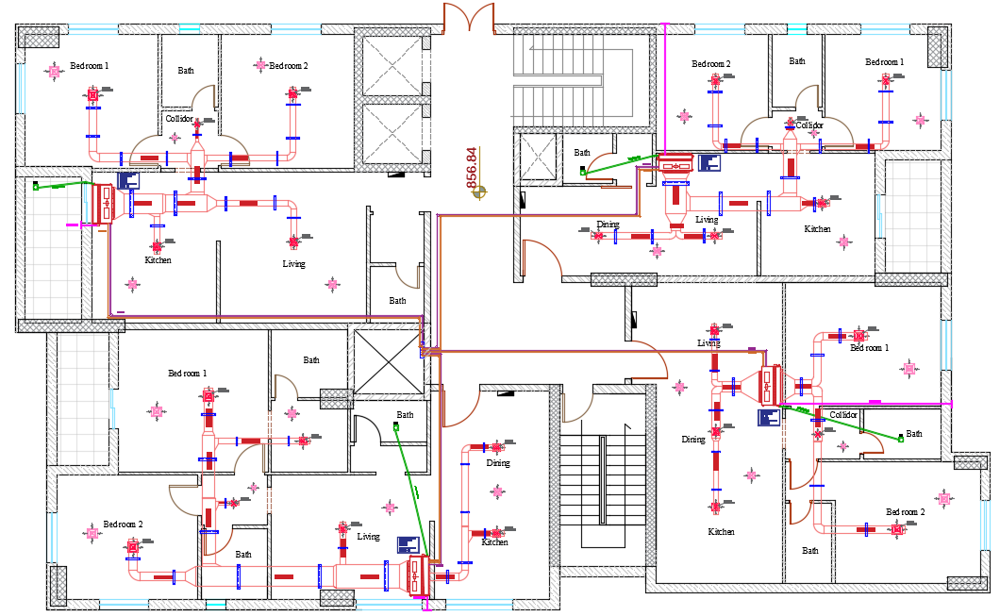 Bedroom 1
Bath
Bedroom 2
Collidor
Kitchen
Living
Bath
856.84
Bedroom 2
Bath
Bedroom 1
Collidor
Bath
Dining
Living
Kitchen
Bedroom 1
Bath
Bath
Dining
Kitchen
Bedroom 2
Living
Bath
Living
Bedroom 1
Collidor
Bath
Dining
Kitchen
Bedroom 2
Bath